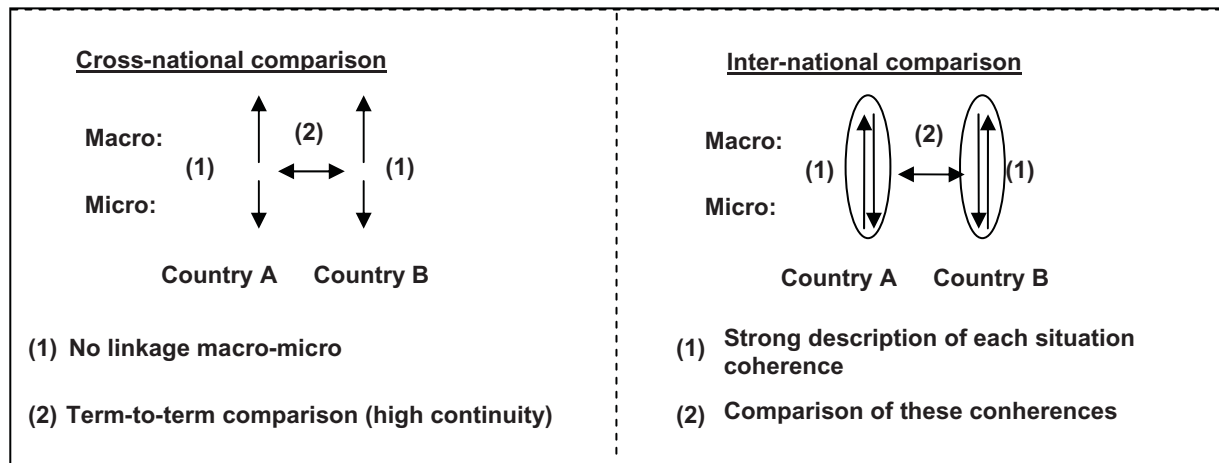 Cross-national comparison
Macro:
(2)
(1)
(1)
Micro:
Country A Country B
(1) No linkage macro-micro
(2) Term-to-term comparison (high continuity)
Inter-national comparison
Macro:
(2)
(1)
(1)
Micro:
Country A Country B
(1) Strong description of each situation
coherence
(2) Comparison of these conherences